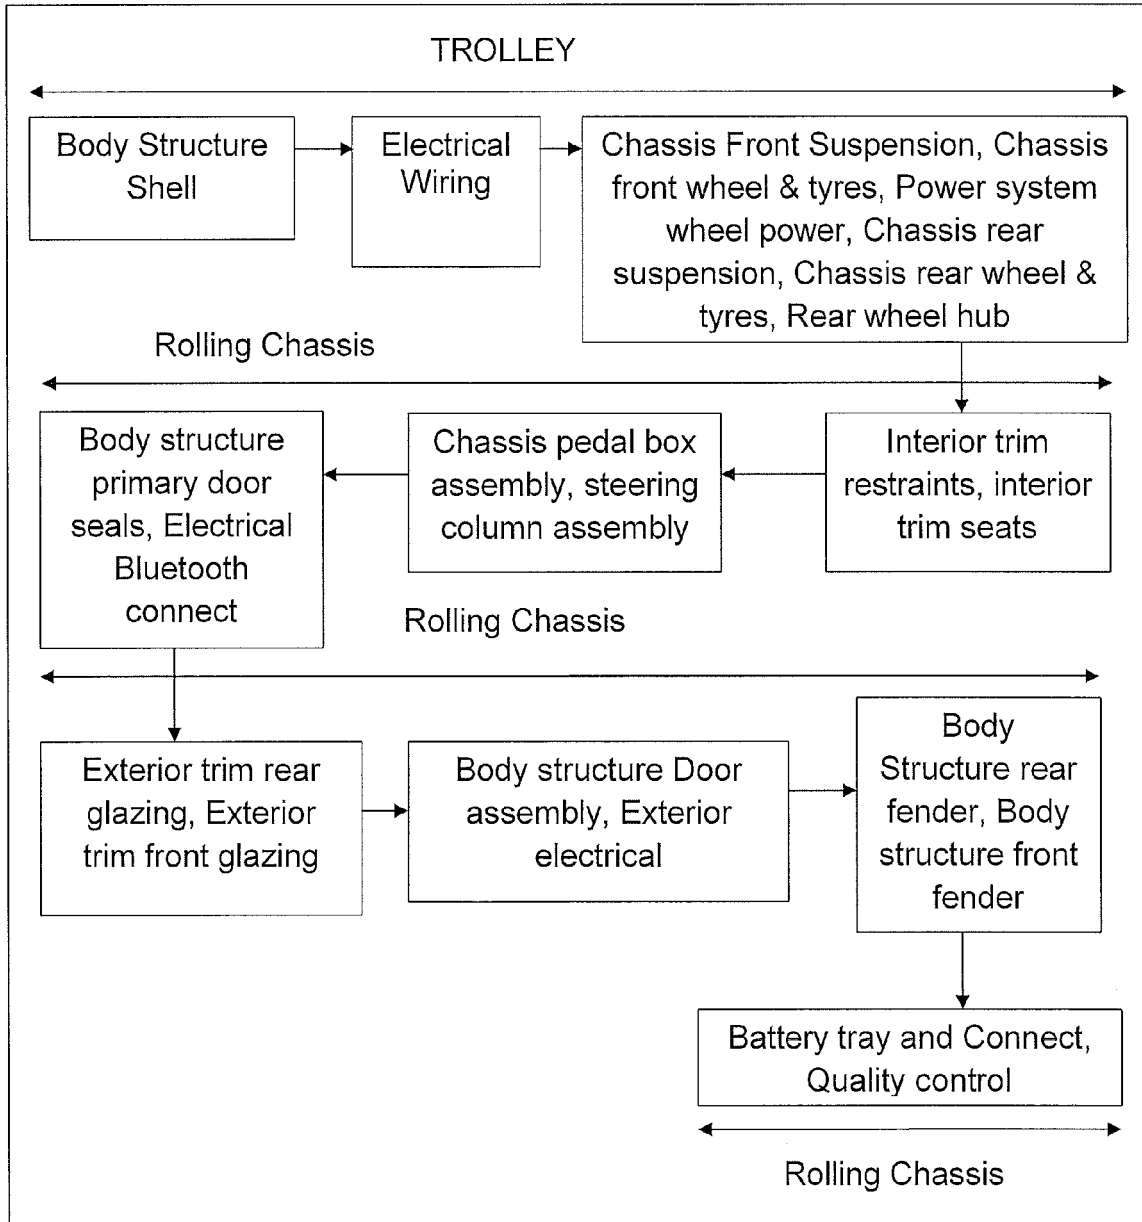 TROLLEY
Body Structure
Shell
Electrical
Wiring
Chassis Front Suspension, Chassis
front wheel & tyres, Power system
wheel power, Chassis rear
suspension, Chassis rear wheel &
tyres, Rear wheel hub
Rolling Chassis
Interior trim
restraints, interior
trim seats
Chassis pedal box
assembly, steering
column assembly
Body structure
primary door
seals, Electrical
Bluetooth
connect
Rolling Chassis
Exterior trim rear
glazing, Exterior
trim front glazing
Body structure Door
assembly, Exterior
electrical
Body
Structure rear
fender, Body
structure front
fender
Battery tray and Connect,
Quality control
Rolling Chassis